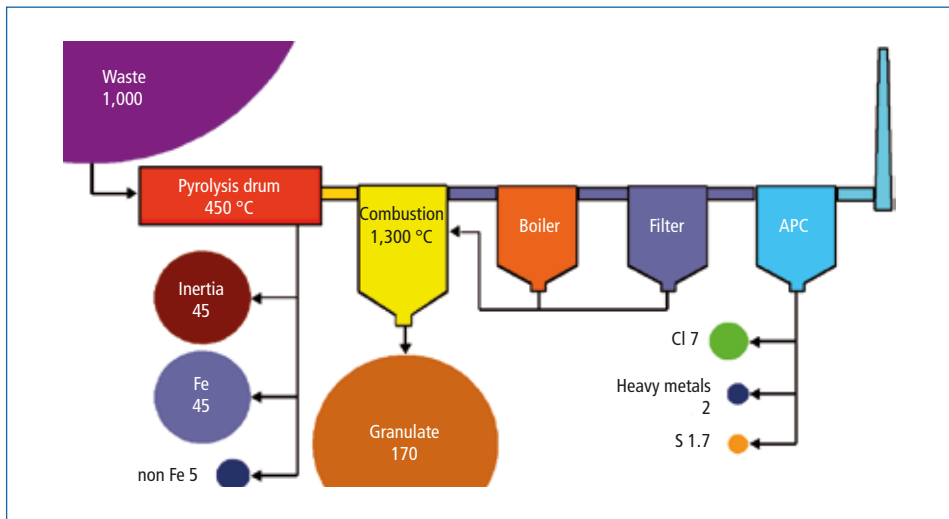 Waste
1,000
Pyrolysis drum
450 °C
Combustion
1,300 °C
Boiler
Filter
APC
Inertia
45
Fe
45
non Fe 5
Granulate
170
Cl 7
Heavy metals
2
S 1.7